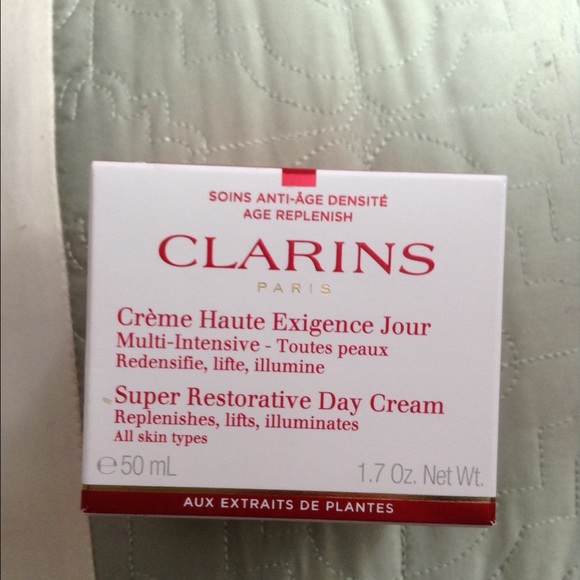 SOINS ANTI-ÂGE DENSITÉ
AGE REPLENISH
CLARINS
PARIS
Crème Haute Exigence Jour
Multi-Intensive - Toutes peaux
Redensifie, lifte, illumine
Super Restorative Day Cream
Replenishes, lifts, illuminates
All skin types
℮50 mL 1.7 Oz. Net Wt.
AUX EXTRAITS DE PLANTES